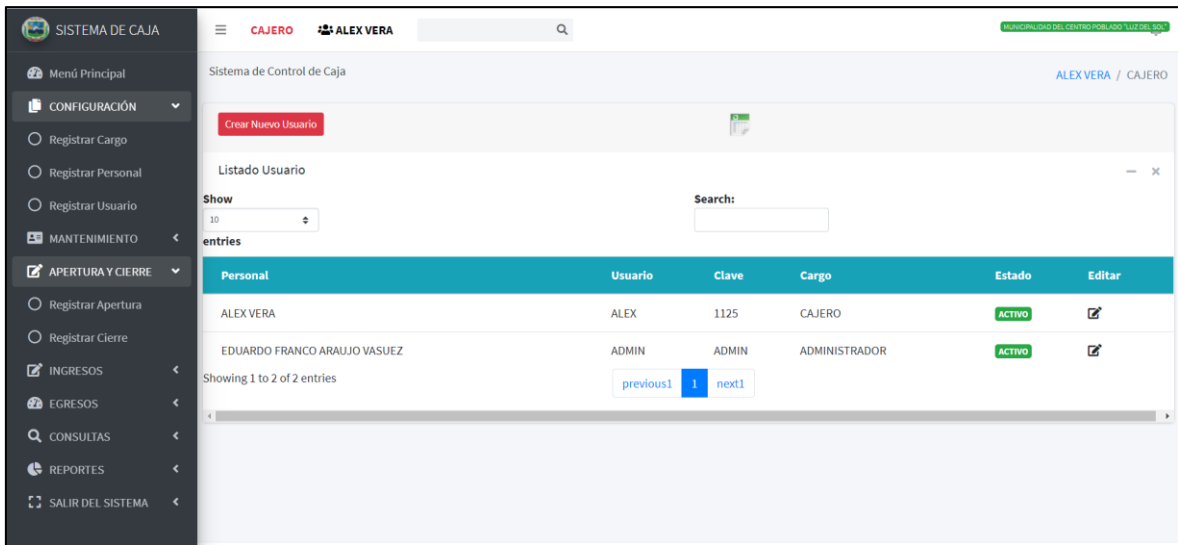 SISTEMA DE CAJA
CAJERO ALEX VERA
MUNICIPALIDAD DEL CENTRO POBLADO "LUZ DEL SOL"
Menú Principal
CONFIGURACIÓN
Registrar Cargo
Registrar Personal
Registrar Usuario
MANTENIMIENTO
APERTURA Y CIERRE
Registrar Apertura
Registrar Cierre
INGRESOS
EGRESOS
CONSULTAS
REPORTES
SALIR DEL SISTEMA
Sistema de Control de Caja
ALEX VERA / CAJERO
Crear Nuevo Usuario
Listado Usuario
Show
10
entries
Search:
Personal Usuario Clave Cargo Estado Editar
ALEX VERA ALEX 1125 CAJERO ACTIVO
EDUARDO FRANCO ARAUJO VASUEZ ADMIN ADMIN ADMINISTRADOR ACTIVO
Showing 1 to 2 of 2 entries
previous1 1 next1